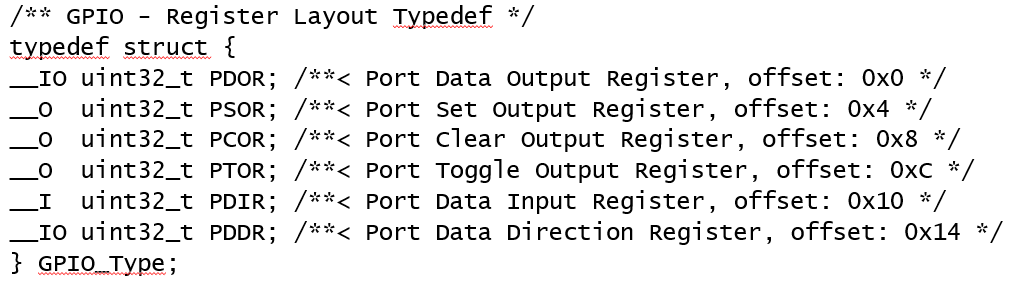 /** GPIO - Register Layout Typedef */
typedef struct {
__IO uint32_t PDOR; /**< Port Data Output Register, offset: 0x0 */
__O  uint32_t PSOR; /**< Port Set Output Register, offset: 0x4 */
__O  uint32_t PCOR; /**< Port Clear Output Register, offset: 0x8 */
__O  uint32_t PTOR; /**< Port Toggle Output Register, offset: 0xC */
__I  uint32_t PDIR; /**< Port Data Input Register, offset: 0x10 */
__IO uint32_t PDDR; /**< Port Data Direction Register, offset: 0x14 */
} GPIO_Type;